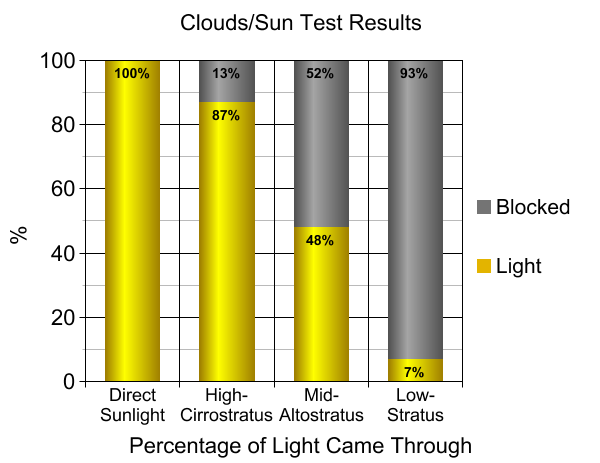 Clouds/Sun Test Results
100
80
60
40
20
0
%
100%
13%
87%
52%
48%
93%
7%
Blocked
Light
Direct
Sunlight
High-
Cirrostratus
Mid-
Altostratus
Low-
Stratus
Percentage of Light Came Through